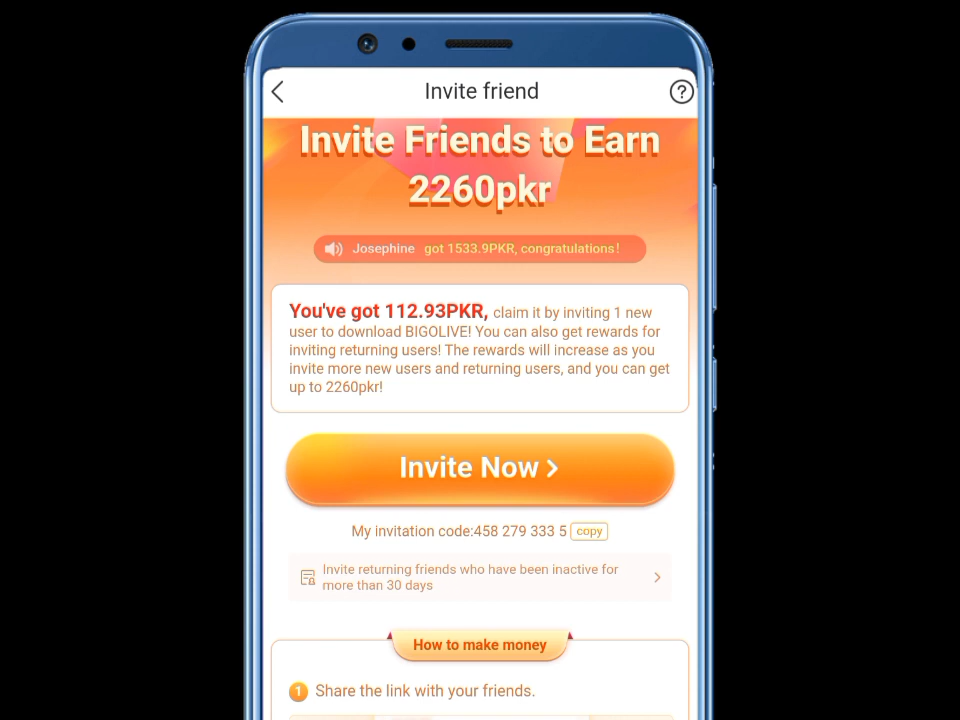 Invite friend
Invite Friends to Earn
2260pkr
Josephine got 1533.9PKR, congratulations!
You've got 112.93PKR, claim it by inviting 1 new
user to download BIGOLIVE! You can also get rewards for
inviting returning users! The rewards will increase as you
invite more new users and returning users, and you can get
up to 2260pkr!
Invite Now >
My invitation code:458 279 333 5 copy
Invite returning friends who have been inactive for
more than 30 days
How to make money
1 Share the link with your friends.